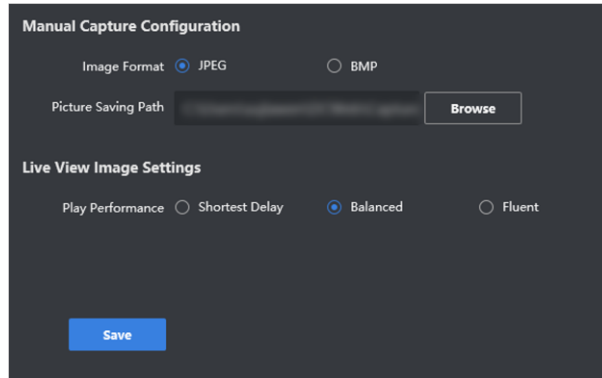 Manual Capture Configuration
Image Format JPEG BMP
Picture Saving Path Browse
Live View Image Settings
Play Performance Shortest Delay Balanced Fluent
Save